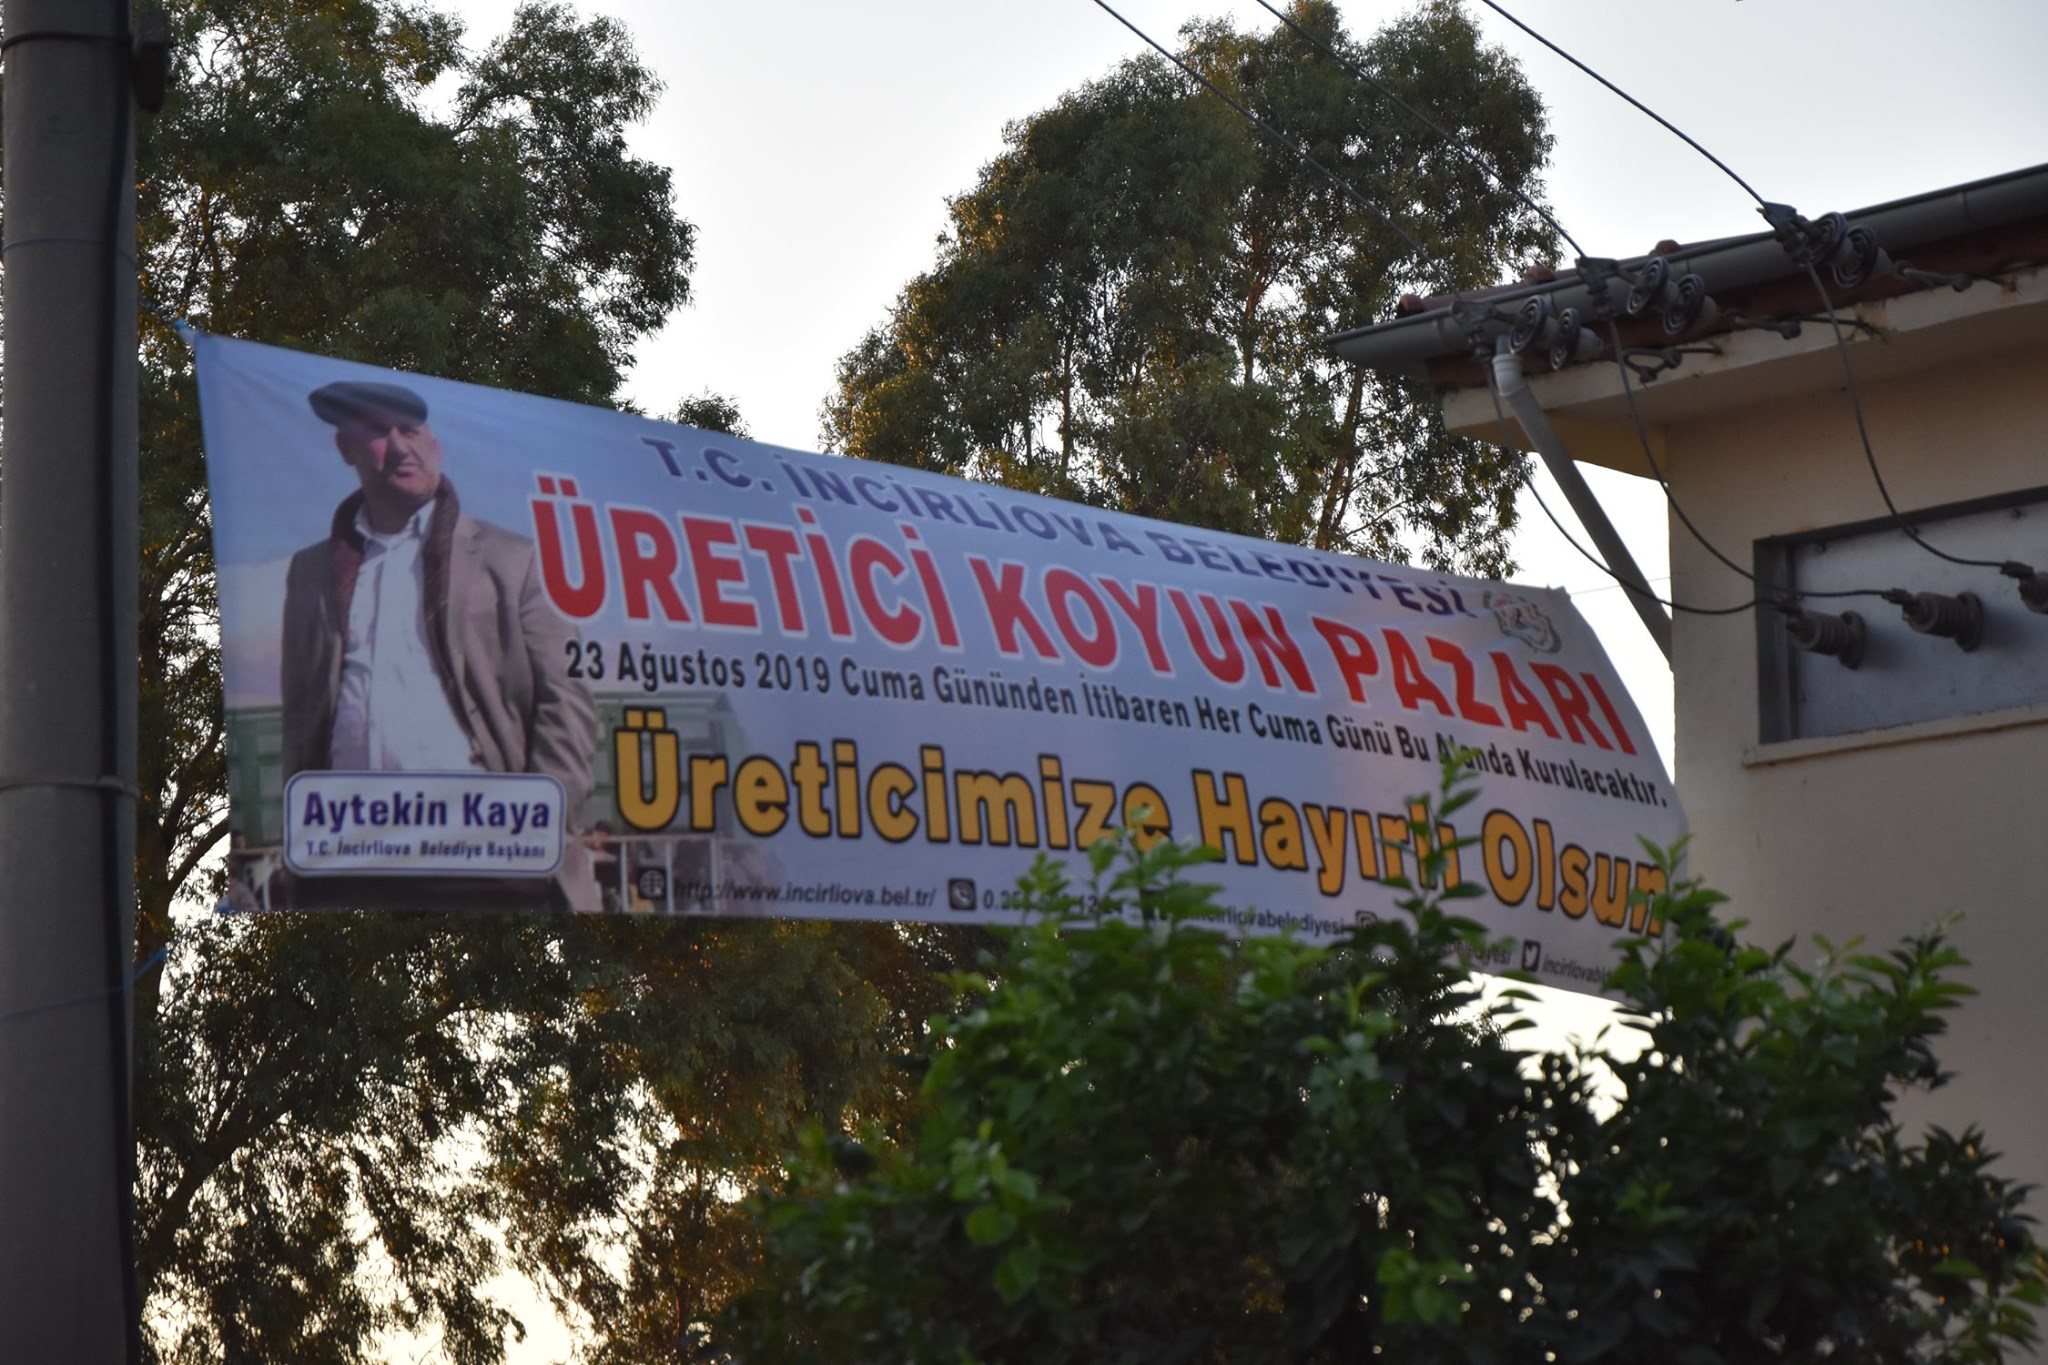 T.C. İNCİRLİOVA BELEDİYESİ
ÜRETİCİ KOYUN PAZARI
23 Ağustos 2019 Cuma Gününden İtibaren Her Cuma Günü Bu Alanda Kurulacaktır.
Üreticimize Hayırlı Olsun
Aytekin Kaya
T.C. İncirliova Belediye Başkanı
http://www.incirliova.bel.tr/
incirliovabelediyesi